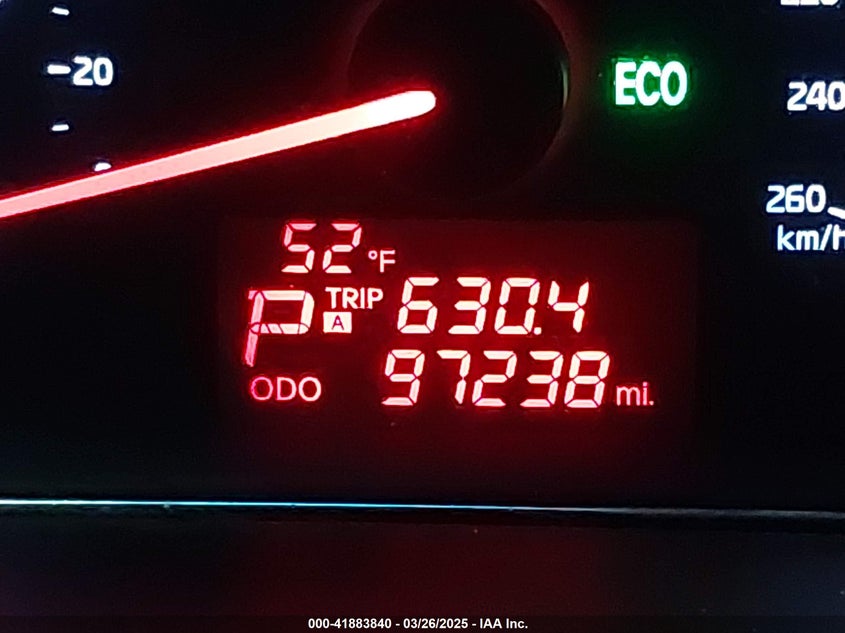 20
ECO
240
260
km/h
52 °F
P TRIP A 630.4
ODO 97238 mi.
000-41883840 - 03/26/2025 - IAA Inc.